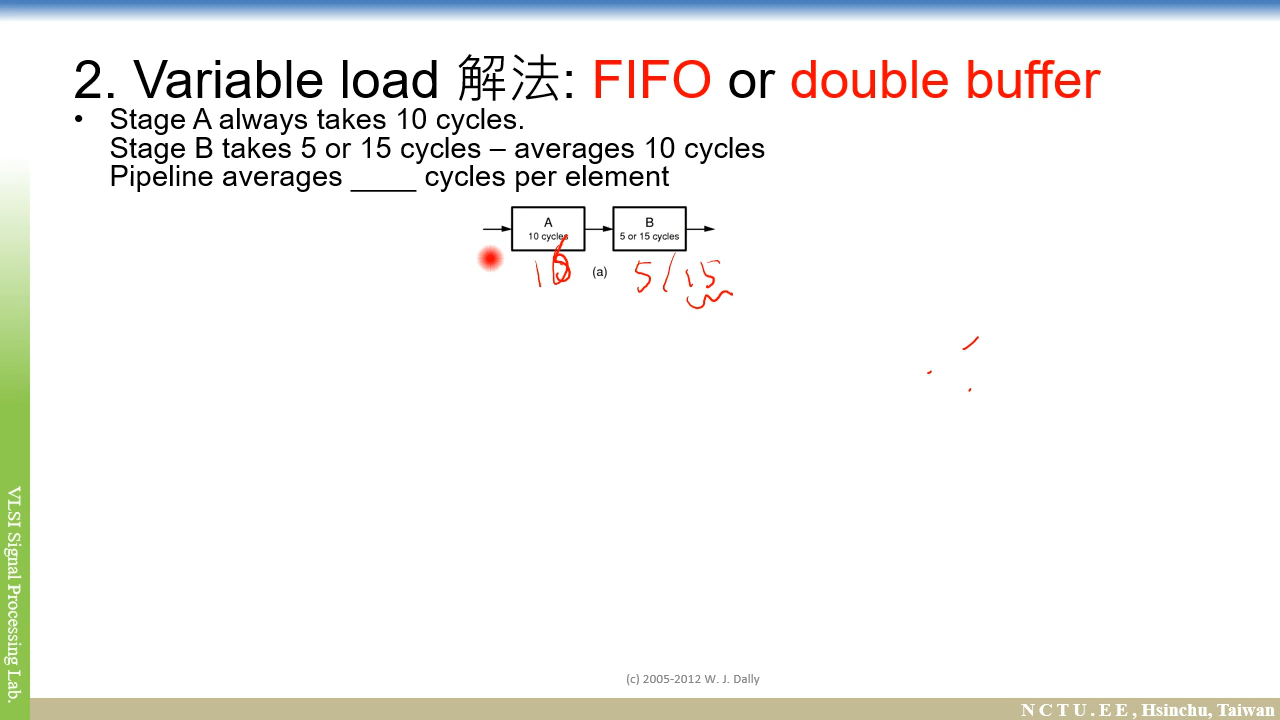 2. Variable load 解法: FIFO or double buffer
• Stage A always takes 10 cycles.
Stage B takes 5 or 15 cycles – averages 10 cycles
Pipeline averages ____ cycles per element
A
10 cycles
B
5 or 15 cycles
(a)
5/15
VLSI Signal Processing Lab.
(c) 2005-2012 W. J. Dally
N C T U . E E , Hsinchu, Taiwan